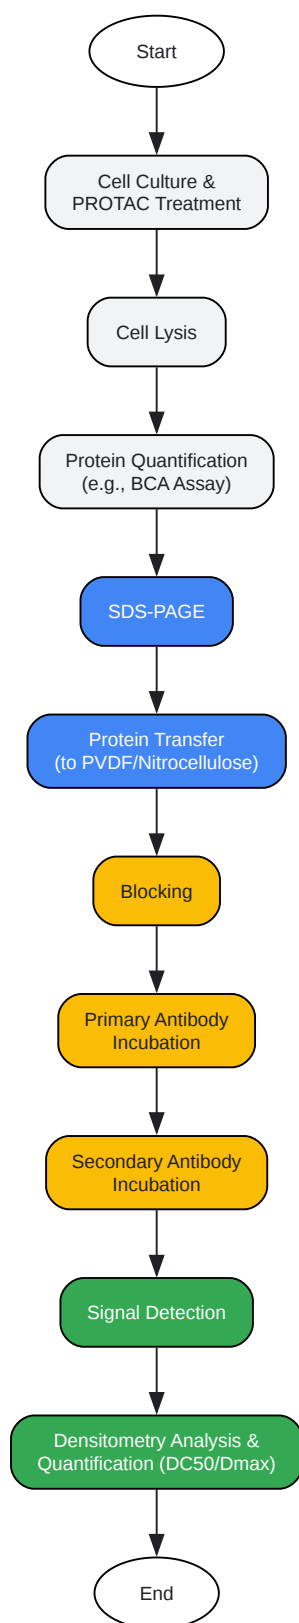 Start
Cell Culture &
PROTAC Treatment
Cell Lysis
Protein Quantification
(e.g., BCA Assay)
SDS-PAGE
Protein Transfer
(to PVDF/Nitrocellulose)
Blocking
Primary Antibody
Incubation
Secondary Antibody
Incubation
Signal Detection
Densitometry Analysis &
Quantification (DC50/Dmax)
End